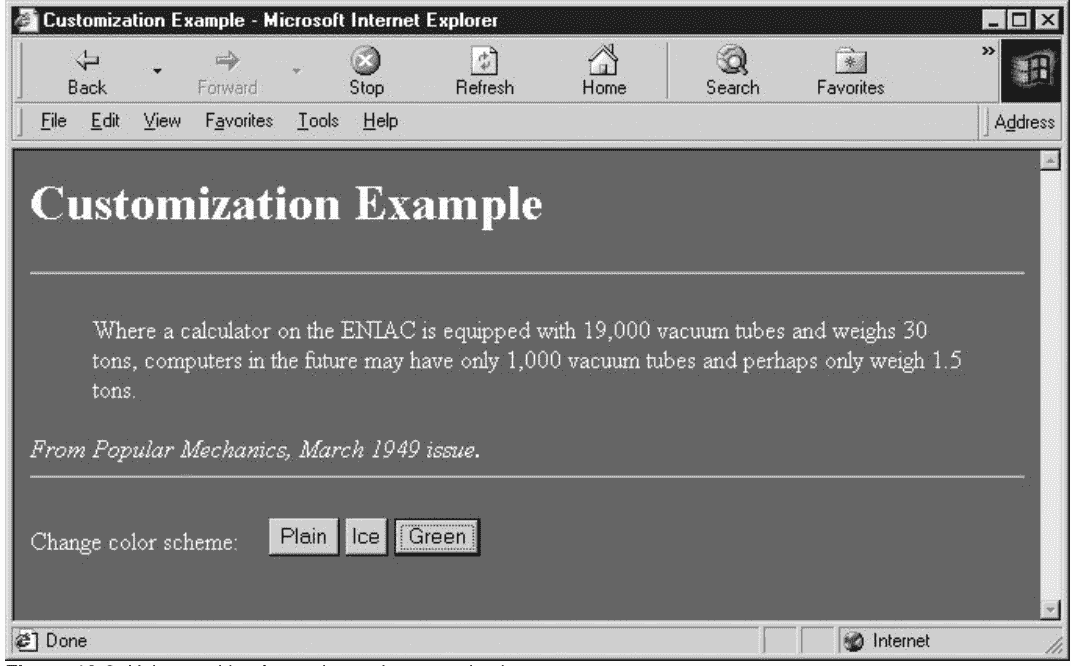 Customization Example - Microsoft Internet Explorer
Back Forward Stop Refresh Home Search Favorites »
File Edit View Favorites Tools Help Address
Customization Example
Where a calculator on the ENIAC is equipped with 19,000 vacuum tubes and weighs 30
tons, computers in the future may have only 1,000 vacuum tubes and perhaps only weigh 1.5
tons.
From Popular Mechanics, March 1949 issue.
Change color scheme: Plain Ice Green
Done Internet